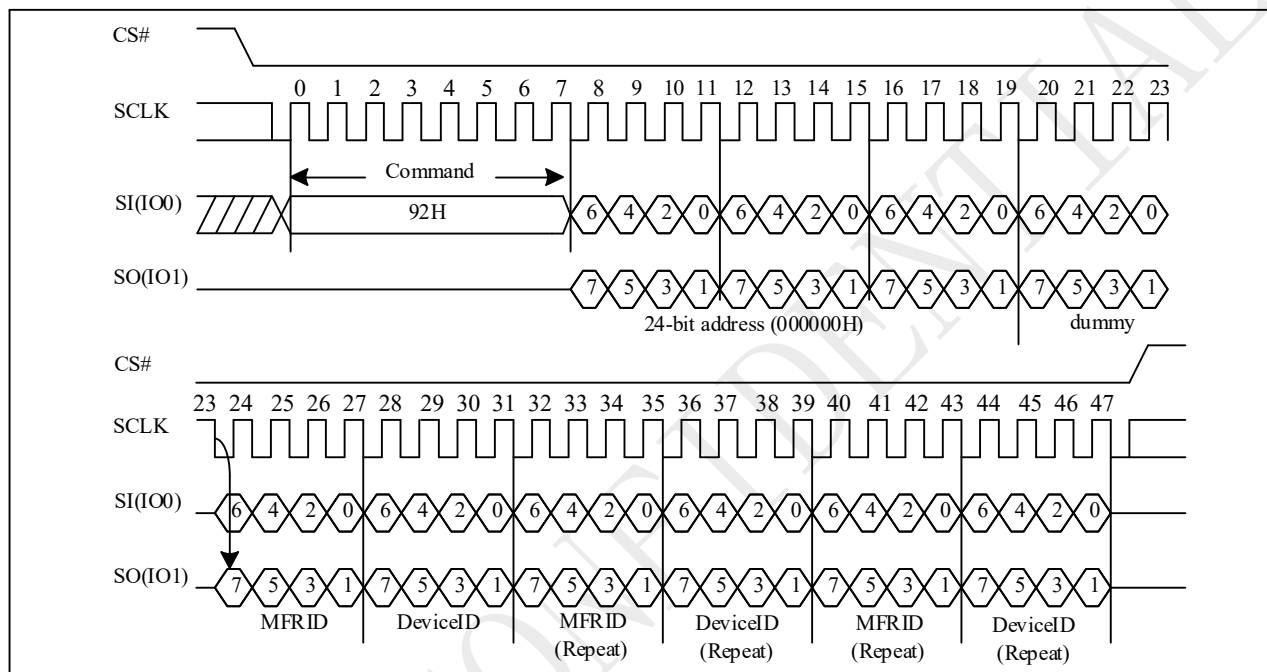 CS#
0 1 2 3 4 5 6 7 8 9 10 11 12 13 14 15 16 17 18 19 20 21 22 23
SCLK
Command
SI(IO0) 92H 6 4 2 0 6 4 2 0 6 4 2 0 6 4 2 0
SO(IO1) 7 5 3 1 7 5 3 1 7 5 3 1 7 5 3 1
24-bit address (000000H) dummy
CS#
23 24 25 26 27 28 29 30 31 32 33 34 35 36 37 38 39 40 41 42 43 44 45 46 47
SCLK
SI(IO0) 6 4 2 0 6 4 2 0 6 4 2 0 6 4 2 0 6 4 2 0 6 4 2 0
SO(IO1) 7 5 3 1 7 5 3 1 7 5 3 1 7 5 3 1 7 5 3 1 7 5 3 1
MFRID DeviceID MFRID DeviceID MFRID DeviceID
(Repeat) (Repeat) (Repeat) (Repeat)
ONFIDENTIAL